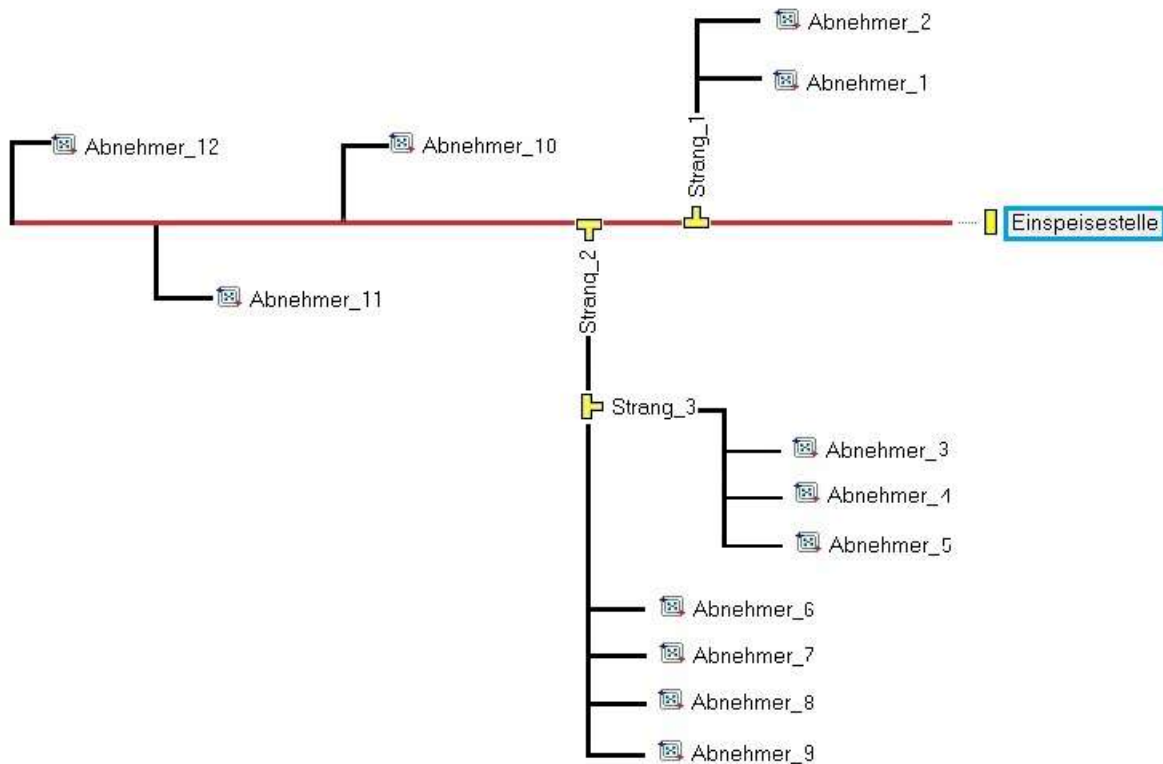 Abnehmer_2
Abnehmer_1
Abnehmer_12
Abnehmer_10
Strang_1
Einspeisestelle
Strang_2
Abnehmer_11
Strang_3
Abnehmer_3
Abnehmer_4
Abnehmer_5
Abnehmer_6
Abnehmer_7
Abnehmer_8
Abnehmer_9